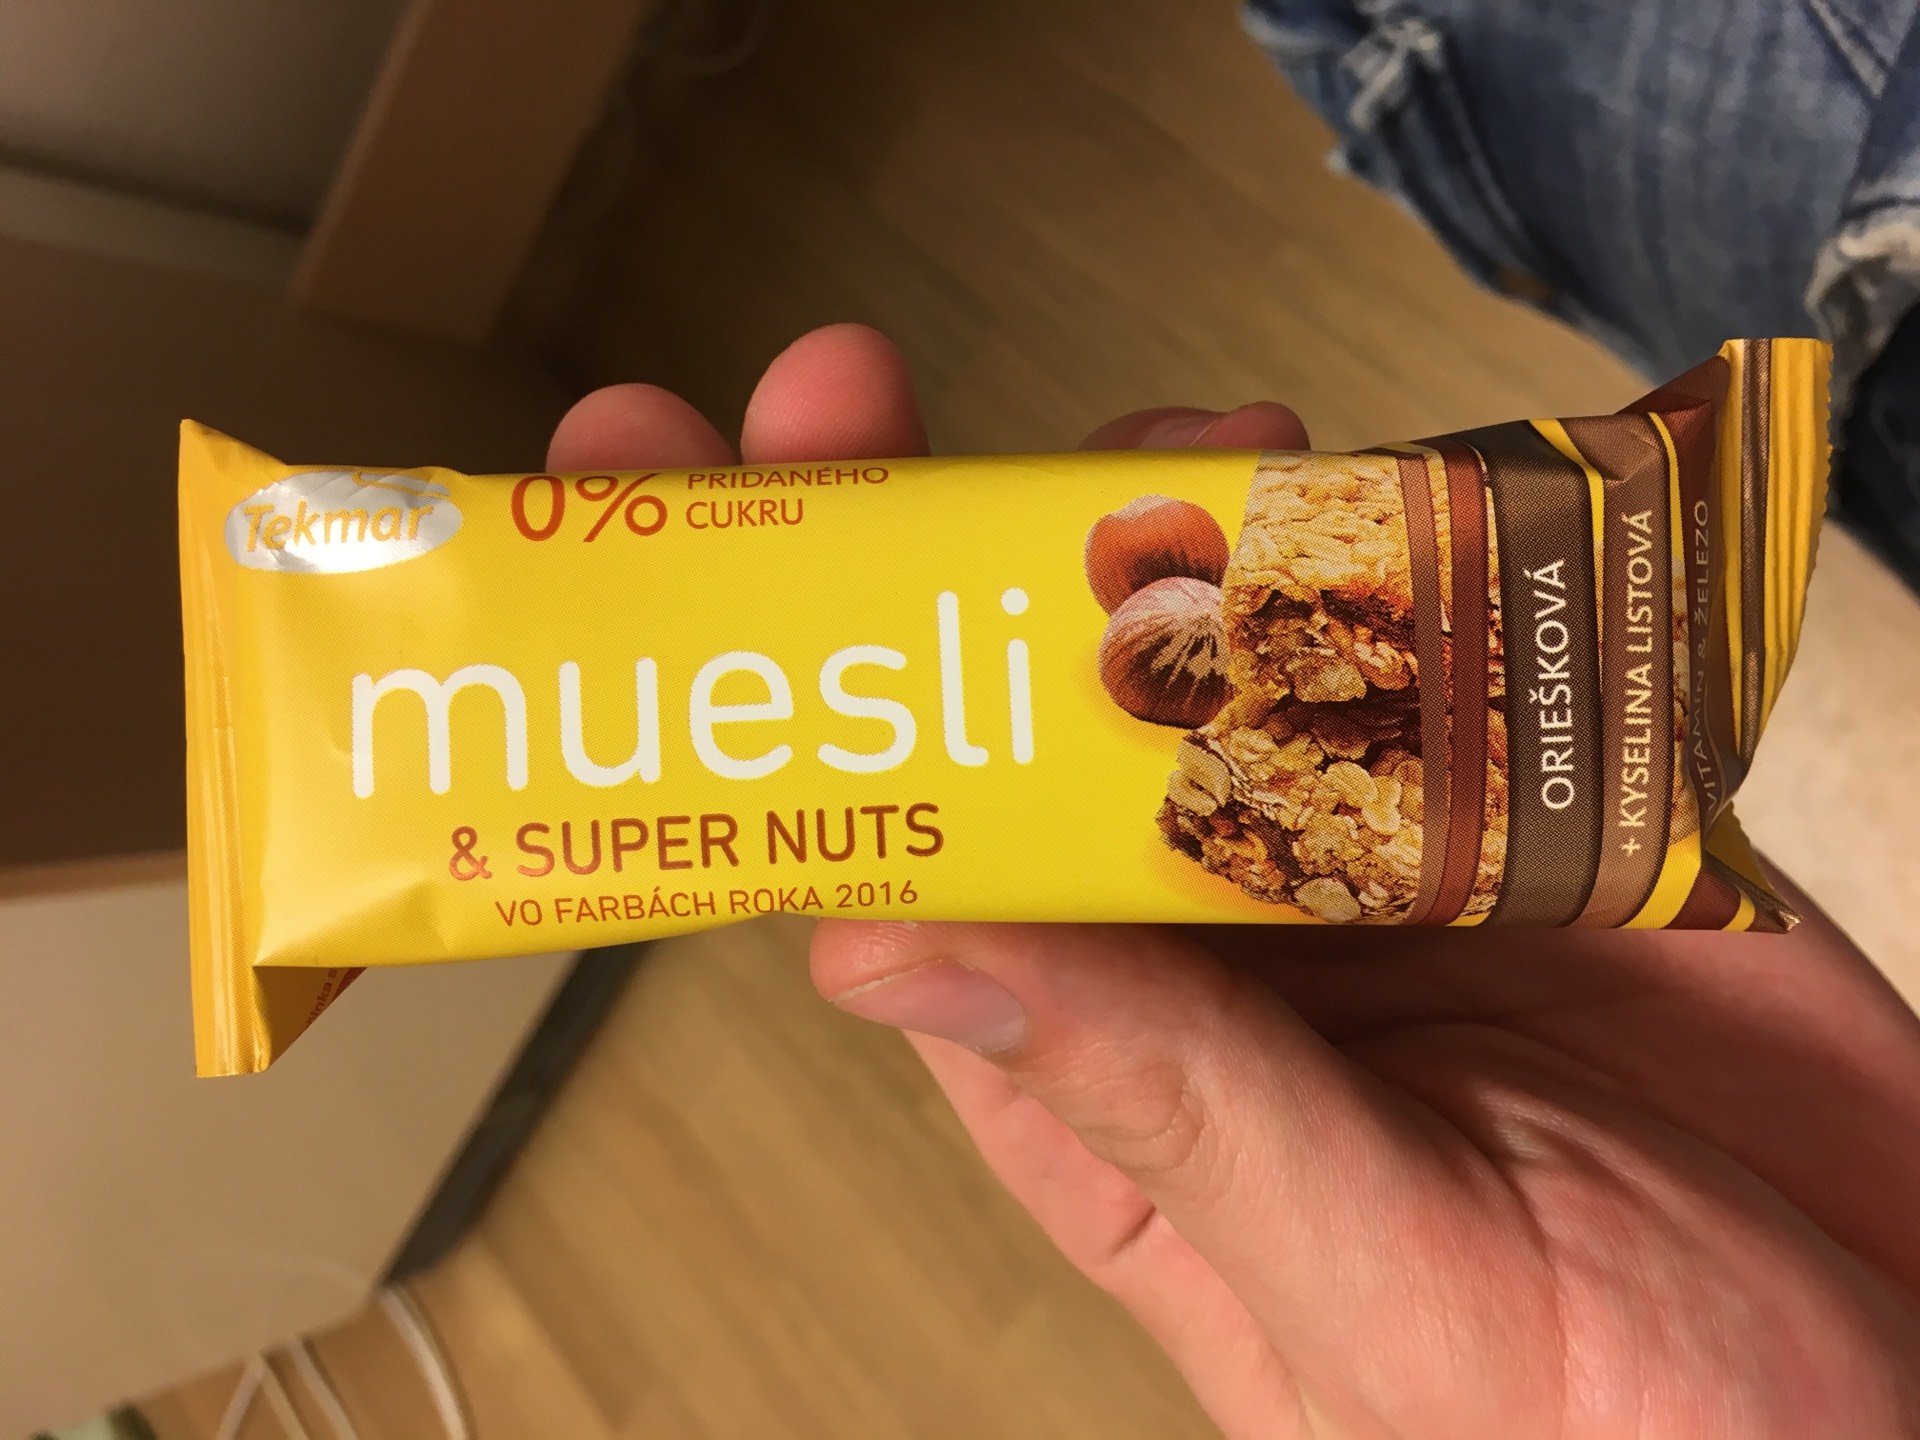 Tekmar
0% PRIDANÉHO
CUKRU
muesli
& SUPER NUTS
VO FARBÁCH ROKA 2016
ORIEŠKOVÁ
+ KYSELINA LISTOVÁ
VITAMÍN & ŽELEZO